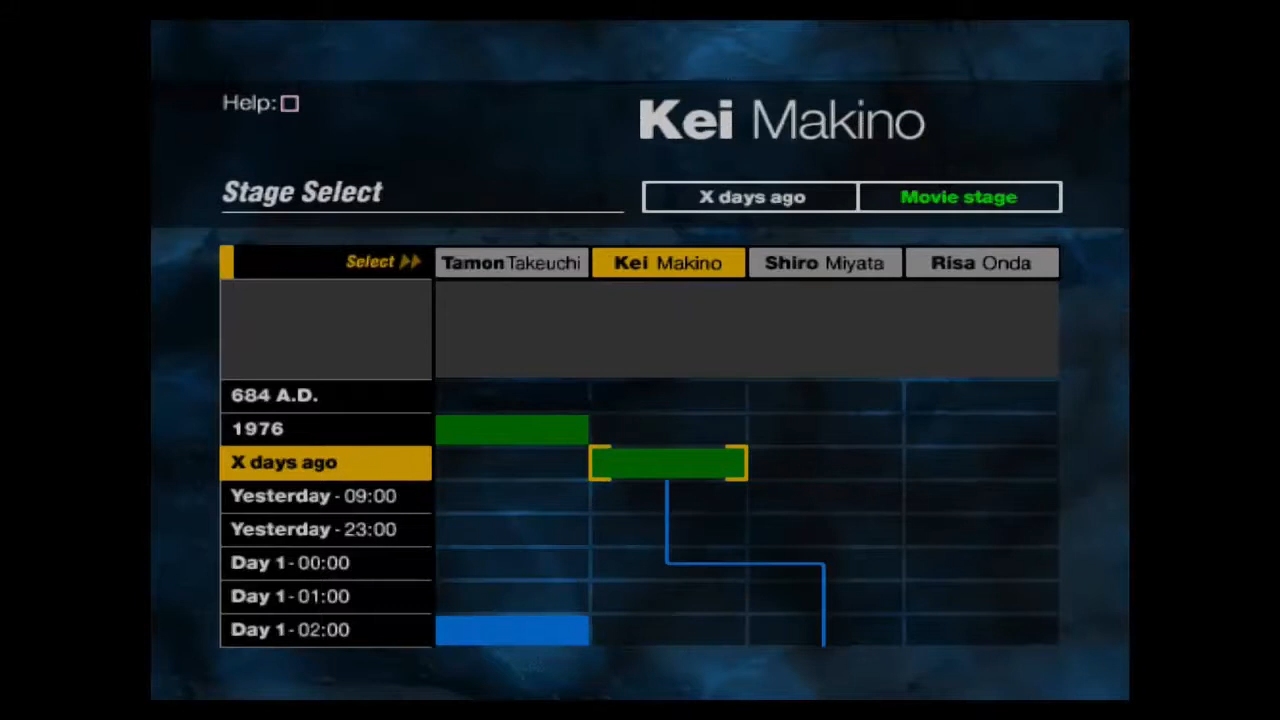 Help:
Kei Makino
Stage Select
X days ago
Movie stage
Select
Tamon Takeuchi
Kei Makino
Shiro Miyata
Risa Onda
684 A.D.
1976
X days ago
Yesterday - 09:00
Yesterday - 23:00
Day 1 - 00:00
Day 1 - 01:00
Day 1 - 02:00